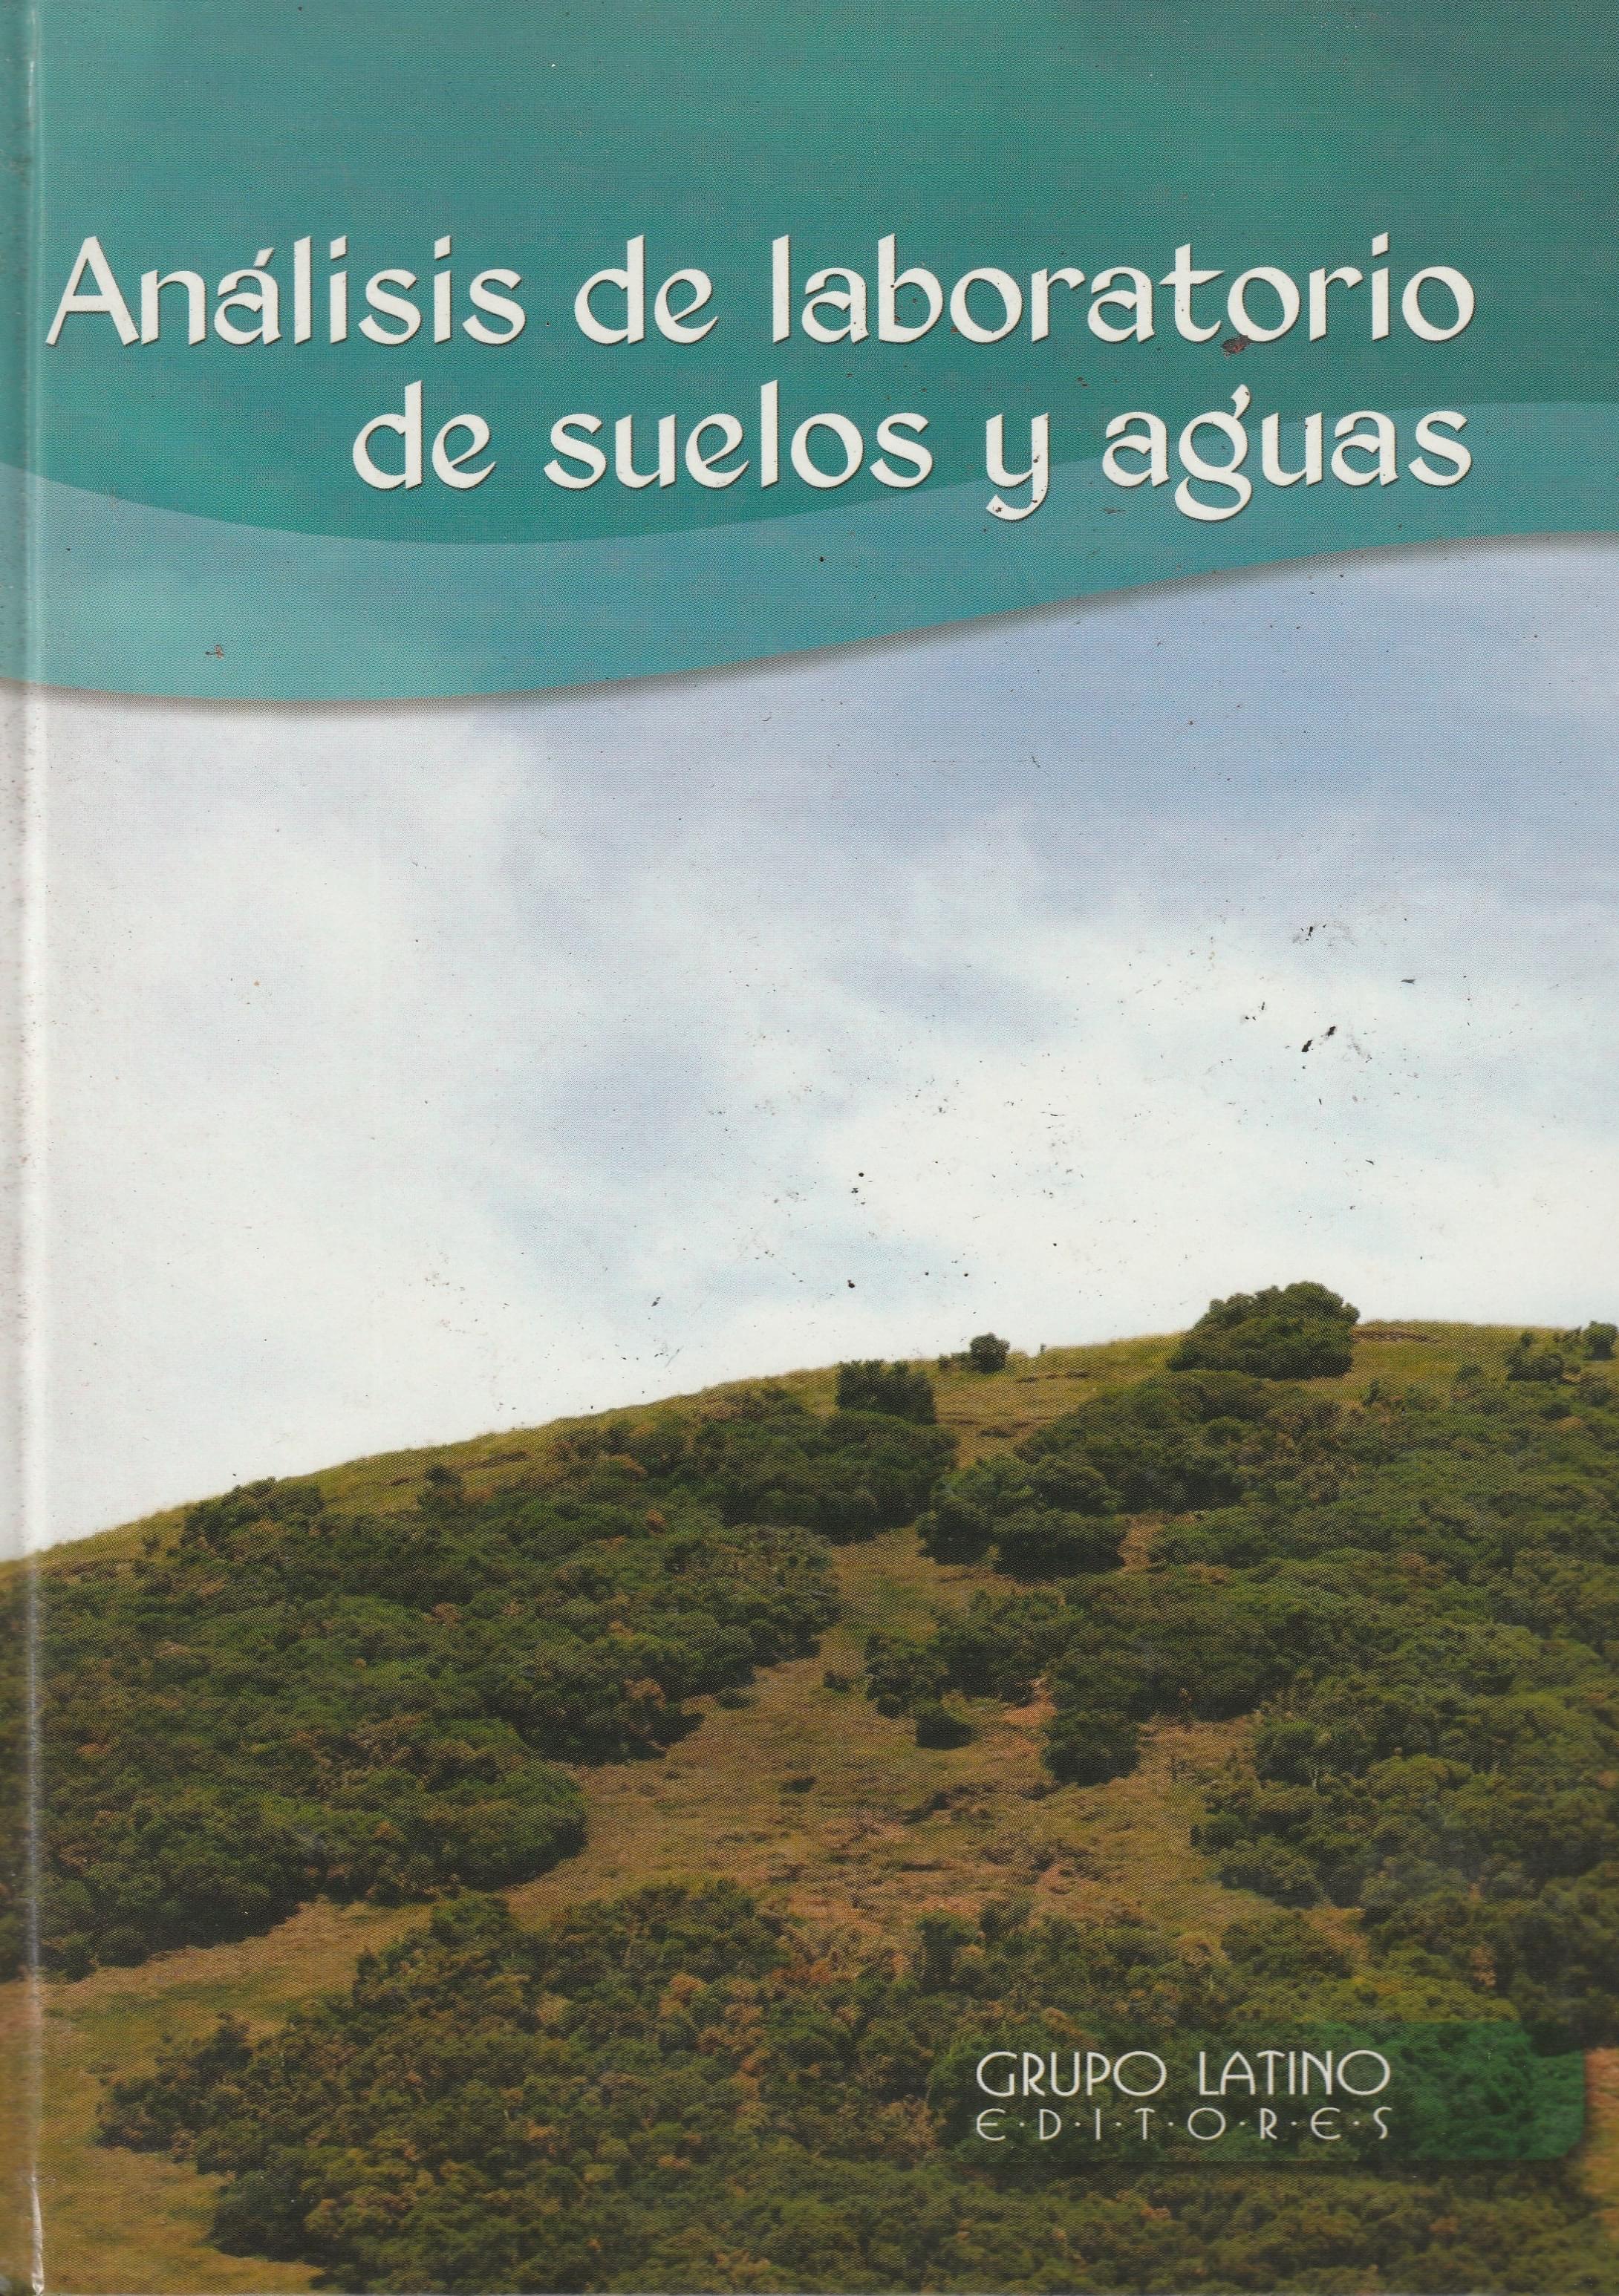 Análisis de laboratorio
de suelos y aguas
GRUPO LATINO
E·D·I·T·O·R·E·S